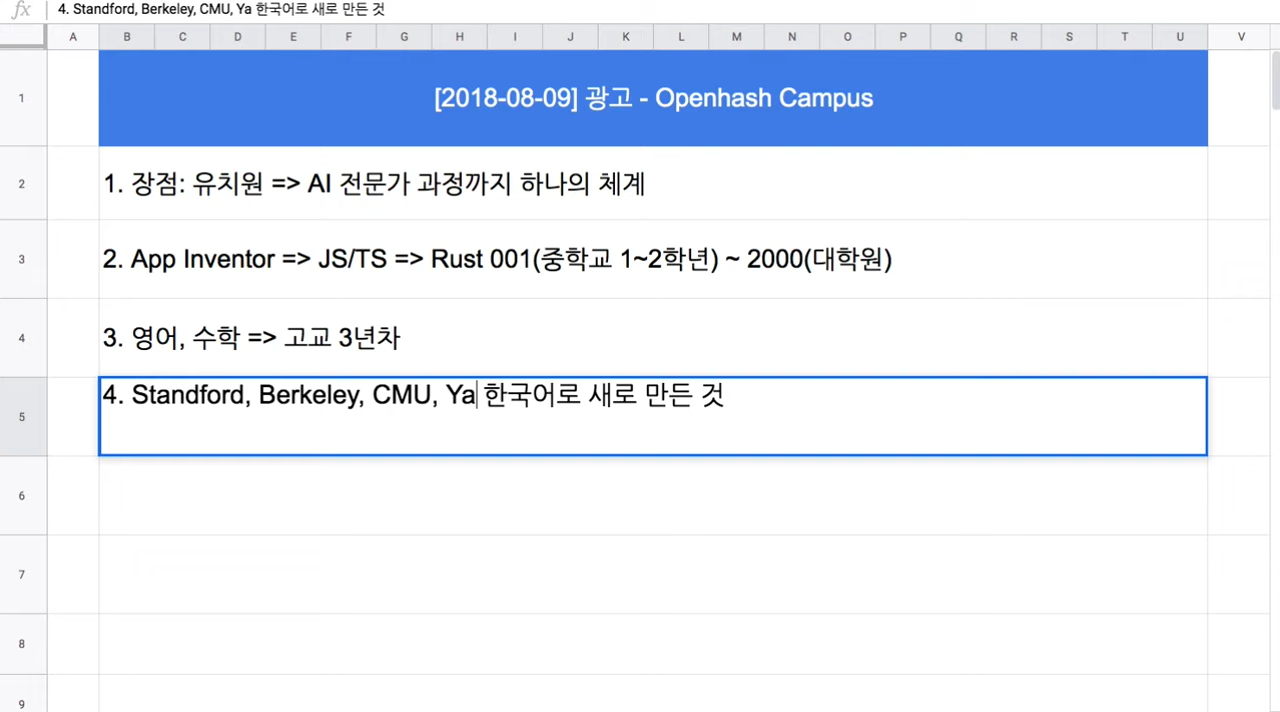 fx 4. Standford, Berkeley, CMU, Ya 한국어로 새로 만든 것
A B C D E F G H I J K L M N O P Q R S T U V
1 [2018-08-09] 광고 - Openhash Campus
2 1. 장점: 유치원 => AI 전문가 과정까지 하나의 체계
3 2. App Inventor => JS/TS => Rust 001(중학교 1~2학년) ~ 2000(대학원)
4 3. 영어, 수학 => 고교 3년차
5 4. Standford, Berkeley, CMU, Ya 한국어로 새로 만든 것
6
7
8
9